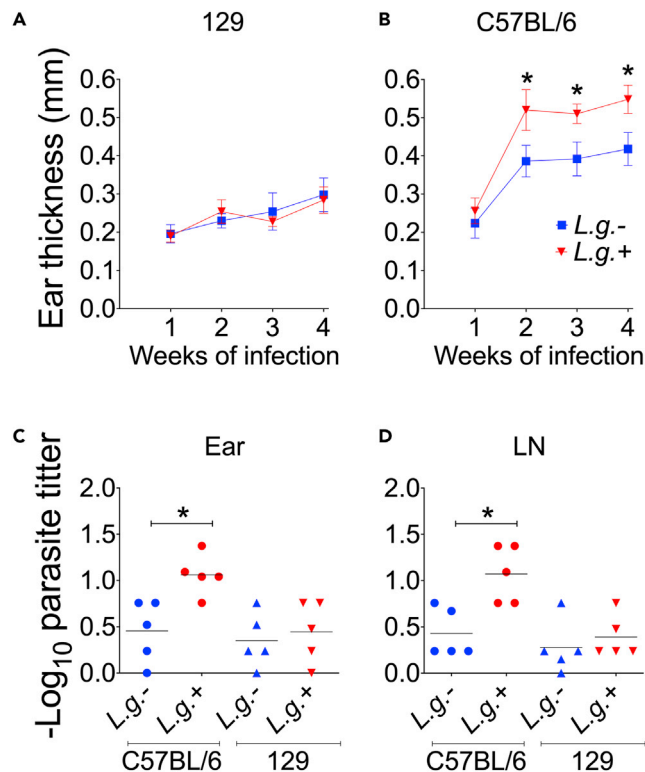 A
129
B
C57BL/6
Ear thickness (mm)
0.6
0.5
0.4
0.3
0.2
0.1
0.0
1 2 3 4
Weeks of infection
0.6
0.5
0.4
0.3
0.2
0.1
0.0
* * *
L.g.-
L.g.+
1 2 3 4
Weeks of infection
C
Ear
D
LN
-Log10 parasite titer
2.0
1.5
1.0
0.5
0.0
*
L.g.- L.g.+ L.g.- L.g.+
C57BL/6 129
2.0
1.5
1.0
0.5
0.0
*
L.g.- L.g.+ L.g.- L.g.+
C57BL/6 129